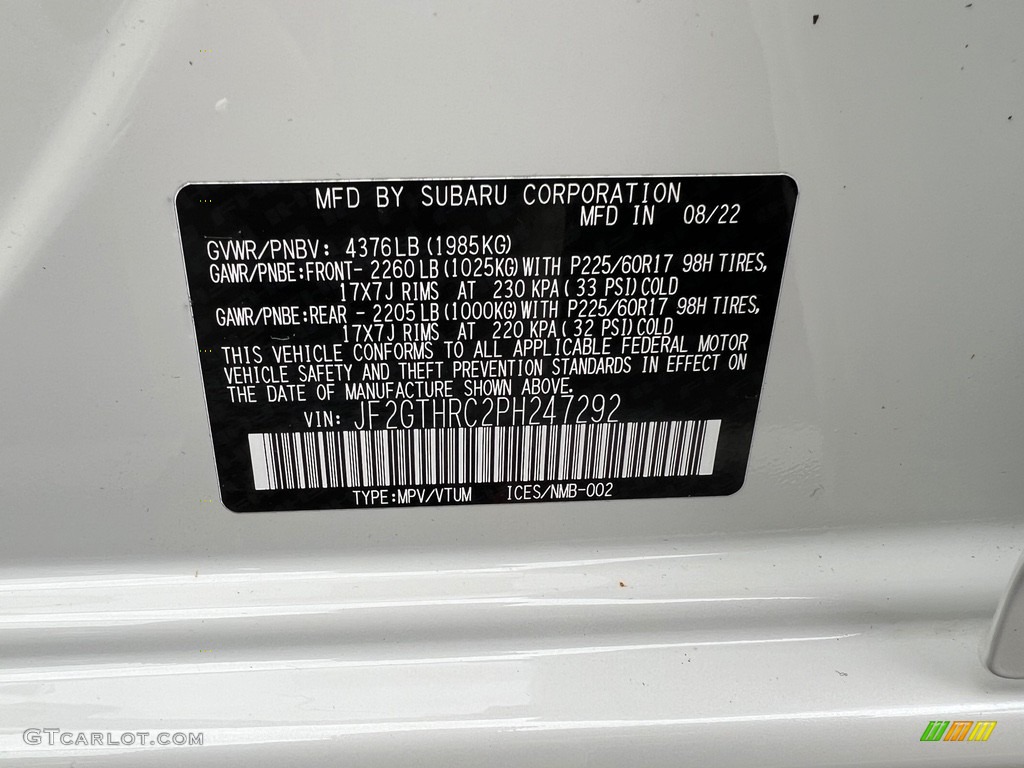 MFD BY SUBARU CORPORATION
MFD IN 08/22
GVWR/PNBV: 4376LB (1985KG)
GAWR/PNBE:FRONT- 2260 LB (1025KG) WITH P225/60R17 98H TIRES,
17X7J RIMS AT 230 KPA ( 33 PSI) COLD
GAWR/PNBE:REAR - 2205 LB (1000KG) WITH P225/60R17 98H TIRES,
17X7J RIMS AT 220 KPA ( 32 PSI) COLD
THIS VEHICLE CONFORMS TO ALL APPLICABLE FEDERAL MOTOR
VEHICLE SAFETY AND THEFT PREVENTION STANDARDS IN EFFECT ON
THE DATE OF MANUFACTURE SHOWN ABOVE.
VIN: JF2GTHRC2PH247292
TYPE:MPV/VTUM ICES/NMB-002
GTCARLOT.COM